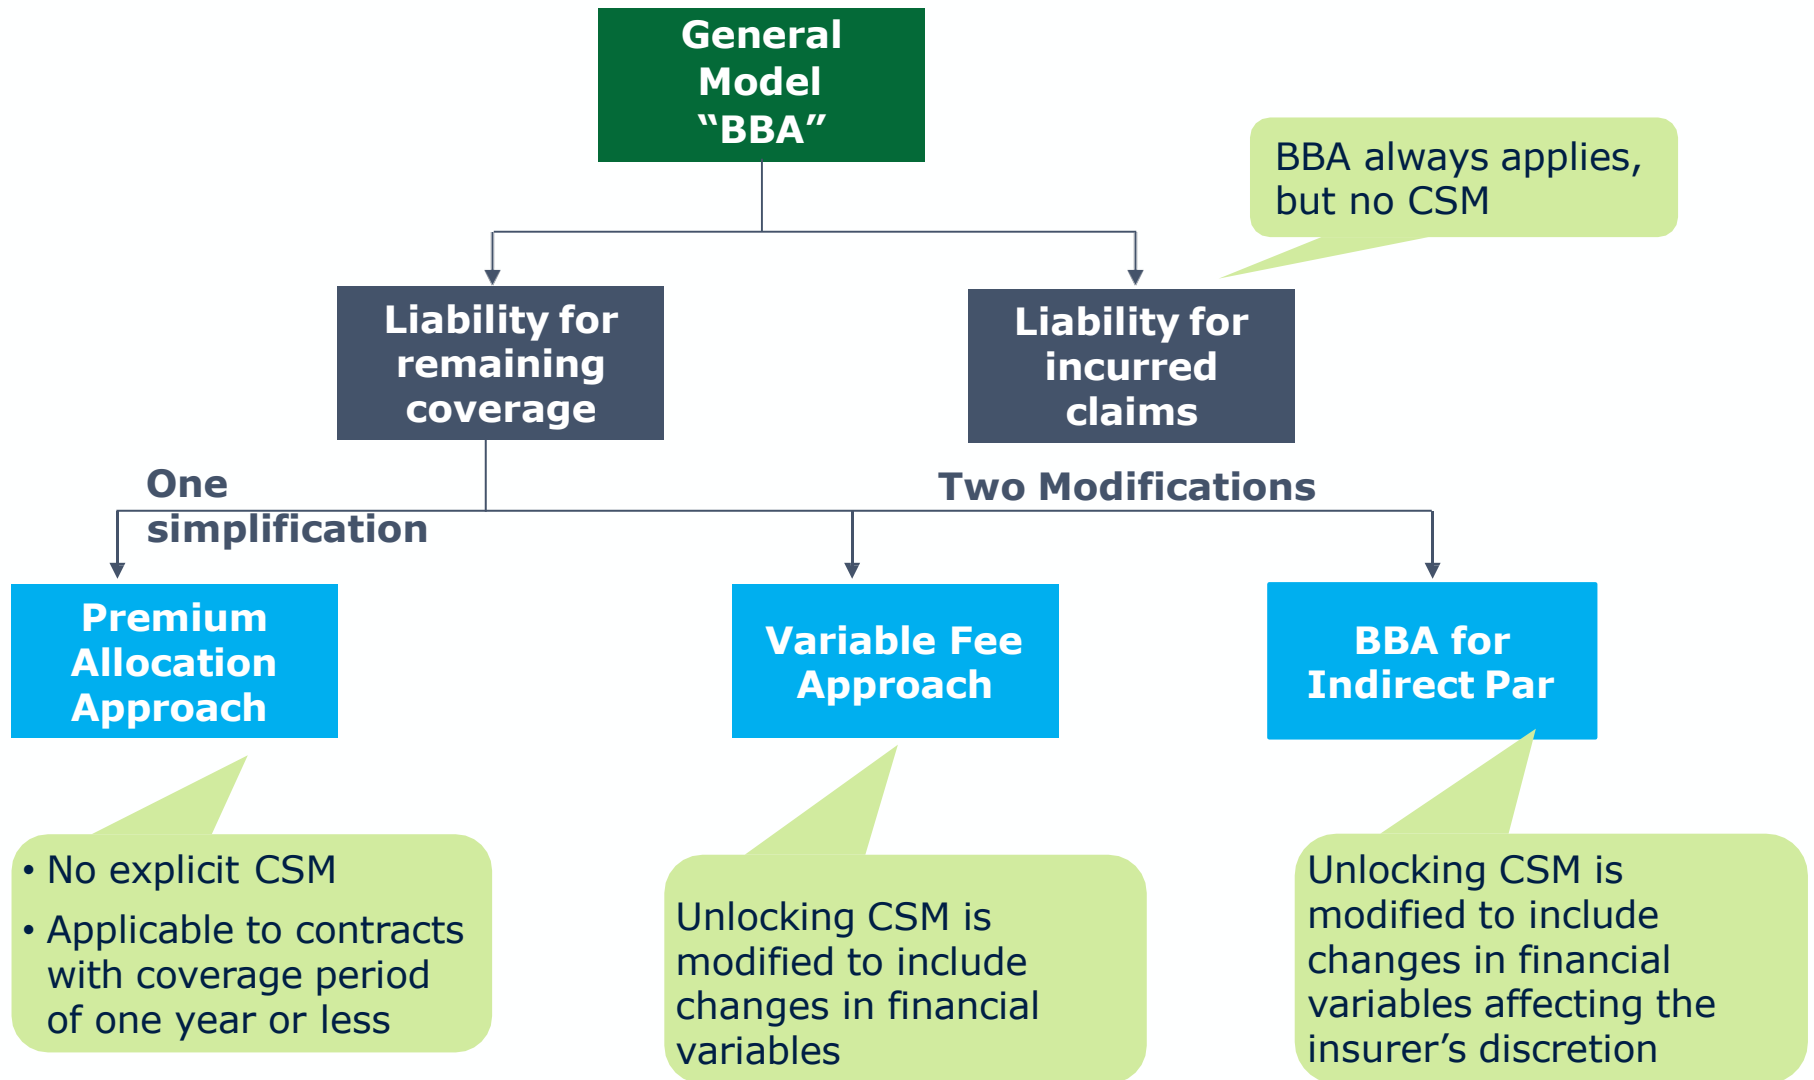 General
Model
“BBA”
BBA always applies,
but no CSM
Liability for
remaining
coverage
Liability for
incurred
claims
One
simplification
Two Modifications
Premium
Allocation
Approach
Variable Fee
Approach
BBA for
Indirect Par
• No explicit CSM
• Applicable to contracts
with coverage period
of one year or less
Unlocking CSM is
modified to include
changes in financial
variables
Unlocking CSM is
modified to include
changes in financial
variables affecting the
insurer’s discretion